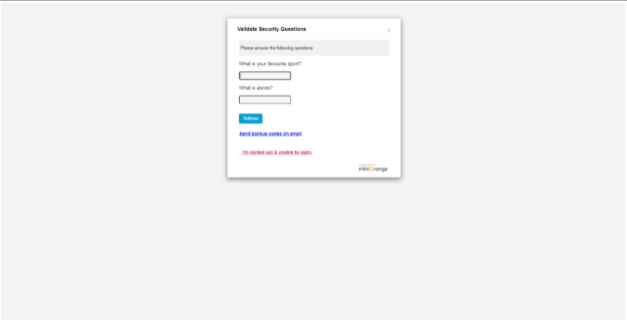 Validate Security Questions
×
Please answer the following questions.
What is your favourite sport?
What is abcde?
Validate
Send backup codes on email
I'm locked out & unable to login.
miniOrange